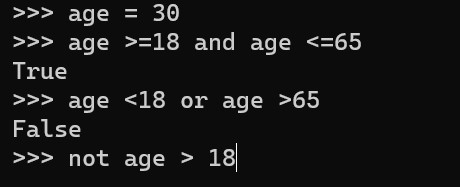 >>> age = 30
>>> age >=18 and age <=65
True
>>> age <18 or age >65
False
>>> not age > 18